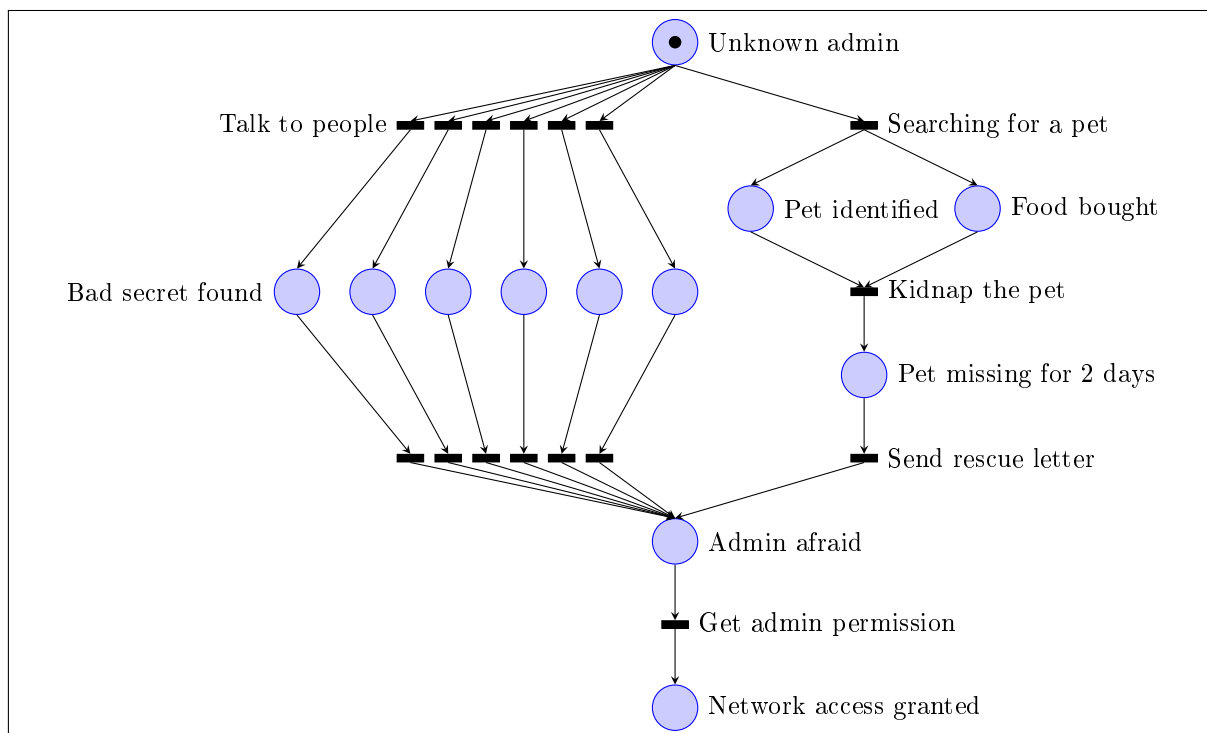 Unknown admin
Talk to people
Searching for a pet
Pet identified
Food bought
Bad secret found
Kidnap the pet
Pet missing for 2 days
Send rescue letter
Admin afraid
Get admin permission
Network access granted